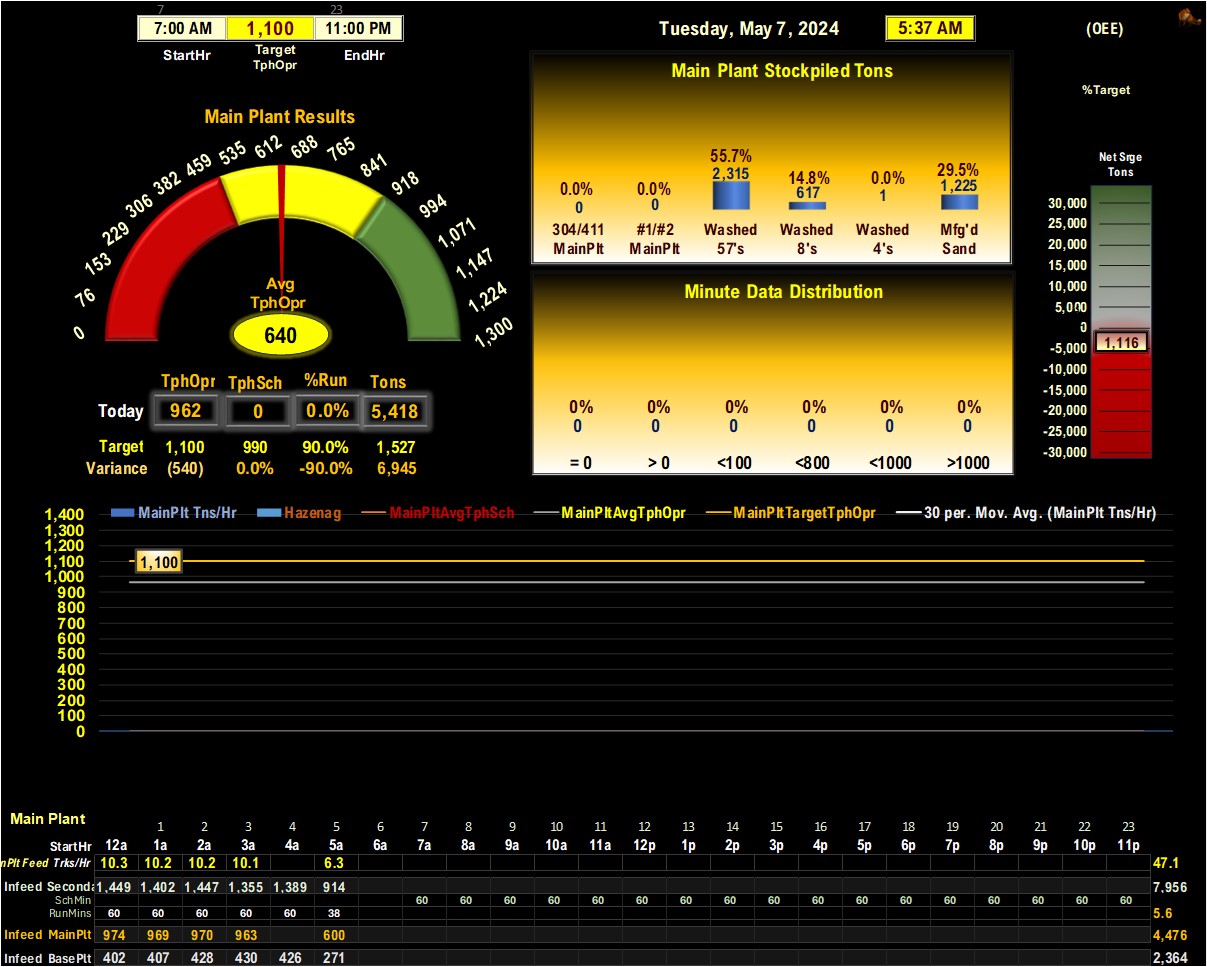 7 23
7:00 AM 1,100 11:00 PM
StartHr Target TphOpr EndHr
Tuesday, May 7, 2024 5:37 AM (OEE)
%Target
Main Plant Results
0 76 153 229 306 382 459 535 612 688 765 841 918 994 1,071 1,147 1,224 1,300
Avg
TphOpr
640
TphOpr TphSch %Run Tons
Today 962 0 0.0% 5,418
Target 1,100 990 90.0% 1,527
Variance (540) 0.0% -90.0% 6,945
Main Plant Stockpiled Tons
0.0% 0.0% 55.7% 14.8% 0.0% 29.5%
0 0 2,315 617 1 1,225
304/411 #1/#2 Washed Washed Washed Mfg'd
MainPlt MainPlt 57's 8's 4's Sand
Minute Data Distribution
0% 0% 0% 0% 0% 0%
0 0 0 0 0 0
= 0 > 0 <100 <800 <1000 >1000
Net Srge
Tons
30,000
25,000
20,000
15,000
10,000
5,000
0
1,116
-5,000
-10,000
-15,000
-20,000
-25,000
-30,000
MainPlt Tns/Hr Hazenag MainPltAvgTphSch MainPltAvgTphOpr MainPltTargetTphOpr 30 per. Mov. Avg. (MainPlt Tns/Hr)
1,400
1,300
1,200
1,100 1,100
1,000
900
800
700
600
500
400
300
200
100
0
Main Plant
1 2 3 4 5 6 7 8 9 10 11 12 13 14 15 16 17 18 19 20 21 22 23
StartHr 12a 1a 2a 3a 4a 5a 6a 7a 8a 9a 10a 11a 12p 1p 2p 3p 4p 5p 6p 7p 8p 9p 10p 11p
nPlt Feed Trks/Hr 10.3 10.2 10.2 10.1 6.3 47.1
Infeed Seconda 1,449 1,402 1,447 1,355 1,389 914 7,956
SchMin 60 60 60 60 60 60 60 60 60 60 60 60 60 60 60 60 60
RunMins 60 60 60 60 60 38 5.6
Infeed MainPlt 974 969 970 963 600 4,476
Infeed BasePlt 402 407 428 430 426 271 2,364